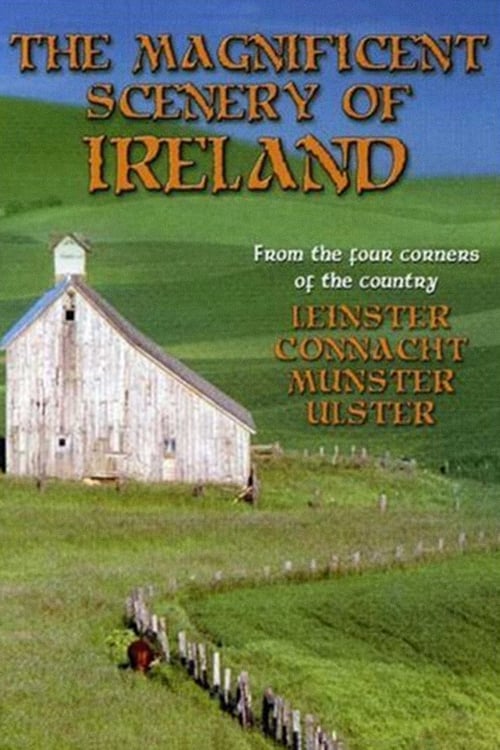 THE MAGNIFICENT
SCENERY OF
IRELAND
From the four corners
of the country
LEINSTER
CONNACHT
MUNSTER
ULSTER